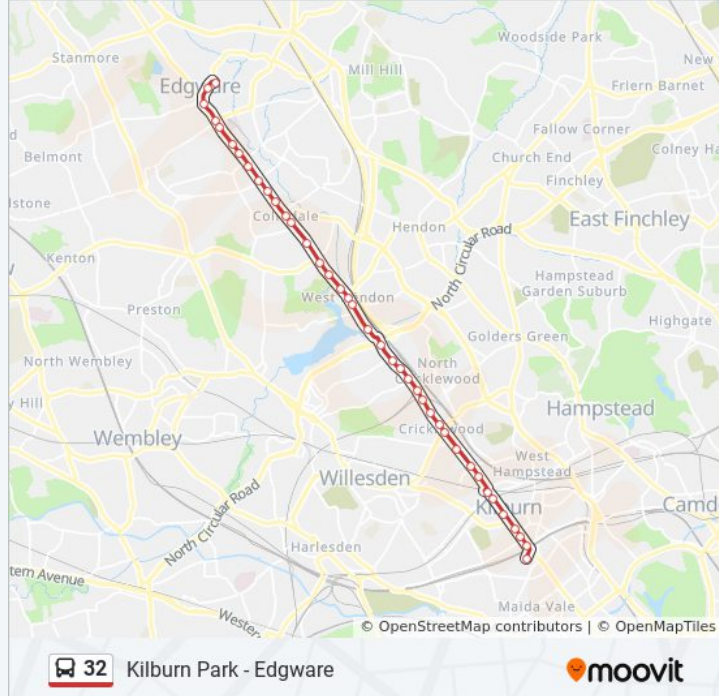 Woodside Park
Stanmore
New
Mill Hill
Edgware
Friern Barnet
Fallow Corner
Colney Ha
Church End
Belmont
Finchley
Colindale
lstone
East Finchley
Hendon
North Circular Road
Kenton
Hampstead
Garden Suburb
West Hendon
Preston
Highgate
Golders Green
North Wembley
North
Cricklewood
y Hill
Hampstead
Cricklewood
Wembley
West
Hampstead
Willesden
Kilburn
Camd
North Circular Road
Harlesden
tern Avenue
Maida Vale
Wester
© OpenStreetMap contributors | © OpenMapTiles
32 Kilburn Park - Edgware
moovit